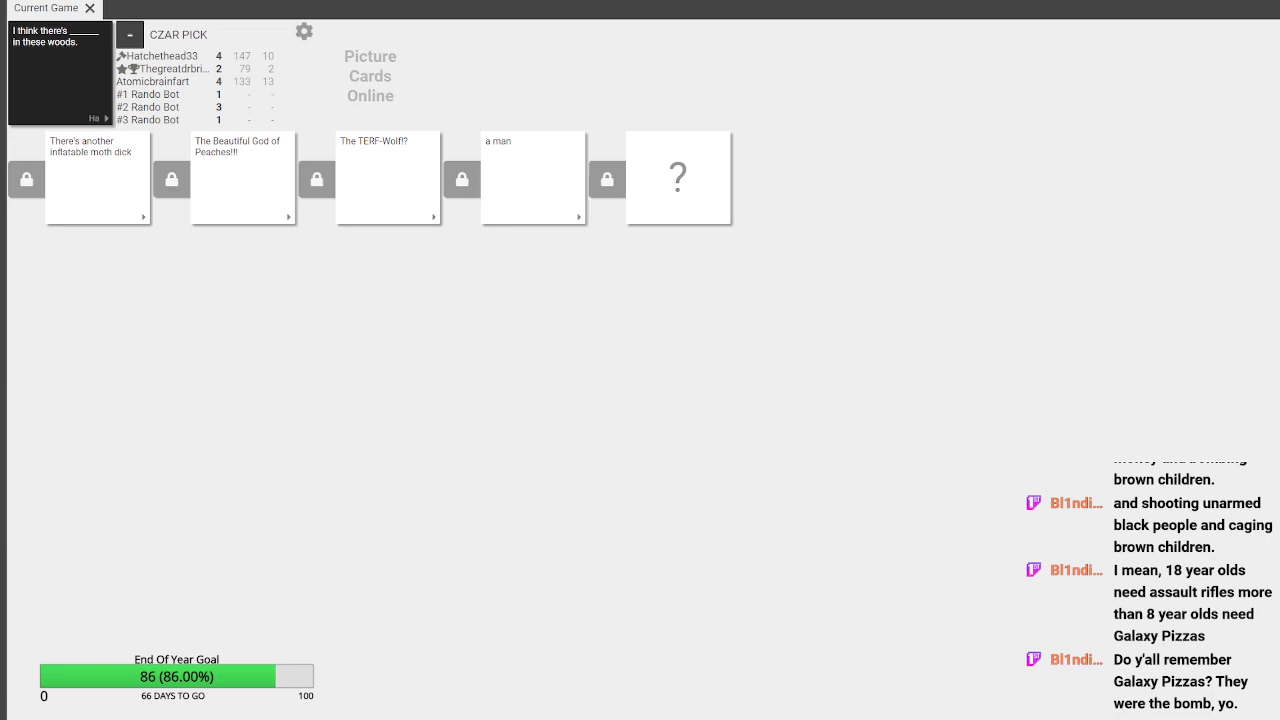 Current Game
I think there's ______
in these woods.
Ha
-
CZAR PICK
Hatchethead33 4 147 10
Thegreatdrbri... 2 79 2
Atomicbrainfart 4 133 13
#1 Rando Bot 1 - -
#2 Rando Bot 3 - -
#3 Rando Bot 1 - -
Picture
Cards
Online
There's another
inflatable moth dick
The Beautiful God of
Peaches!!!
The TERF-Wolf!?
a man
?
brown children.
Bl1ndi... and shooting unarmed
black people and caging
brown children.
Bl1ndi... I mean, 18 year olds
need assault rifles more
than 8 year olds need
Galaxy Pizzas
Bl1ndi... Do y'all remember
Galaxy Pizzas? They
were the bomb, yo.
End Of Year Goal
86 (86.00%)
0 66 DAYS TO GO 100